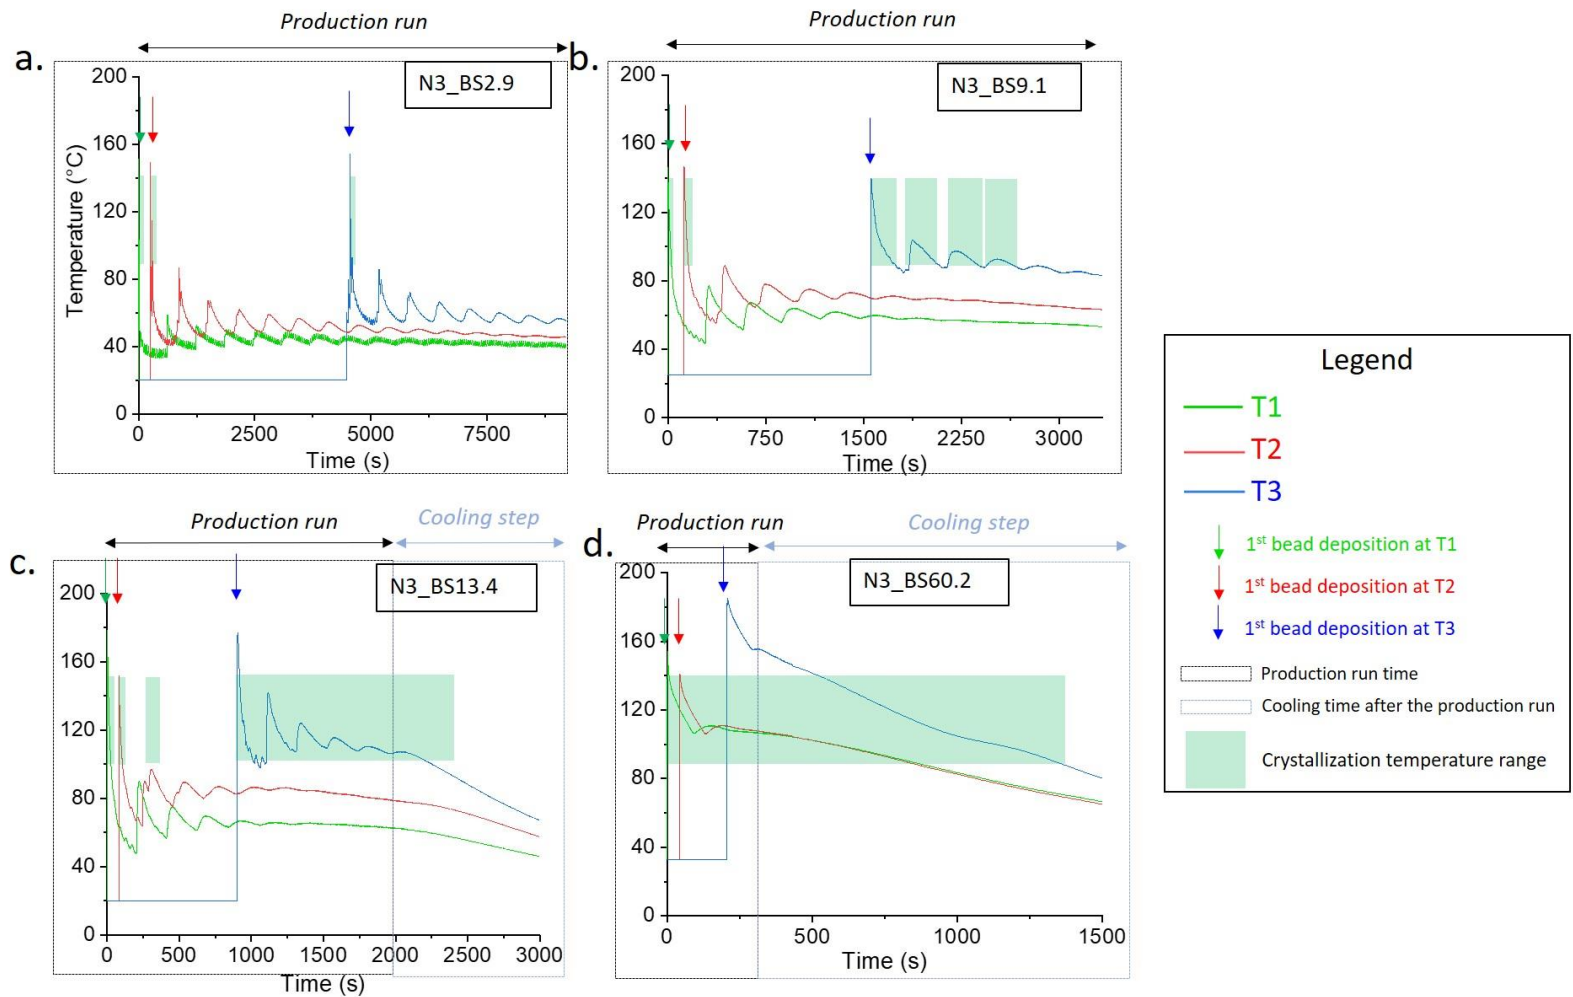 Production run
a.
N3_BS2.9
200
160
120
80
40
0
Temperature (°C)
0 2500 5000 7500
Time (s)
Production run
b.
N3_BS9.1
200
160
120
80
40
0
0 750 1500 2250 3000
Time (s)
Production run Cooling step
c.
N3_BS13.4
200
160
120
80
40
0
0 500 1000 1500 2000 2500 3000
Time (s)
Production run Cooling step
d.
N3_BS60.2
200
160
120
80
40
0
0 500 1000 1500
Time (s)
Legend
T1
T2
T3
1st bead deposition at T1
1st bead deposition at T2
1st bead deposition at T3
Production run time
Cooling time after the production run
Crystallization temperature range